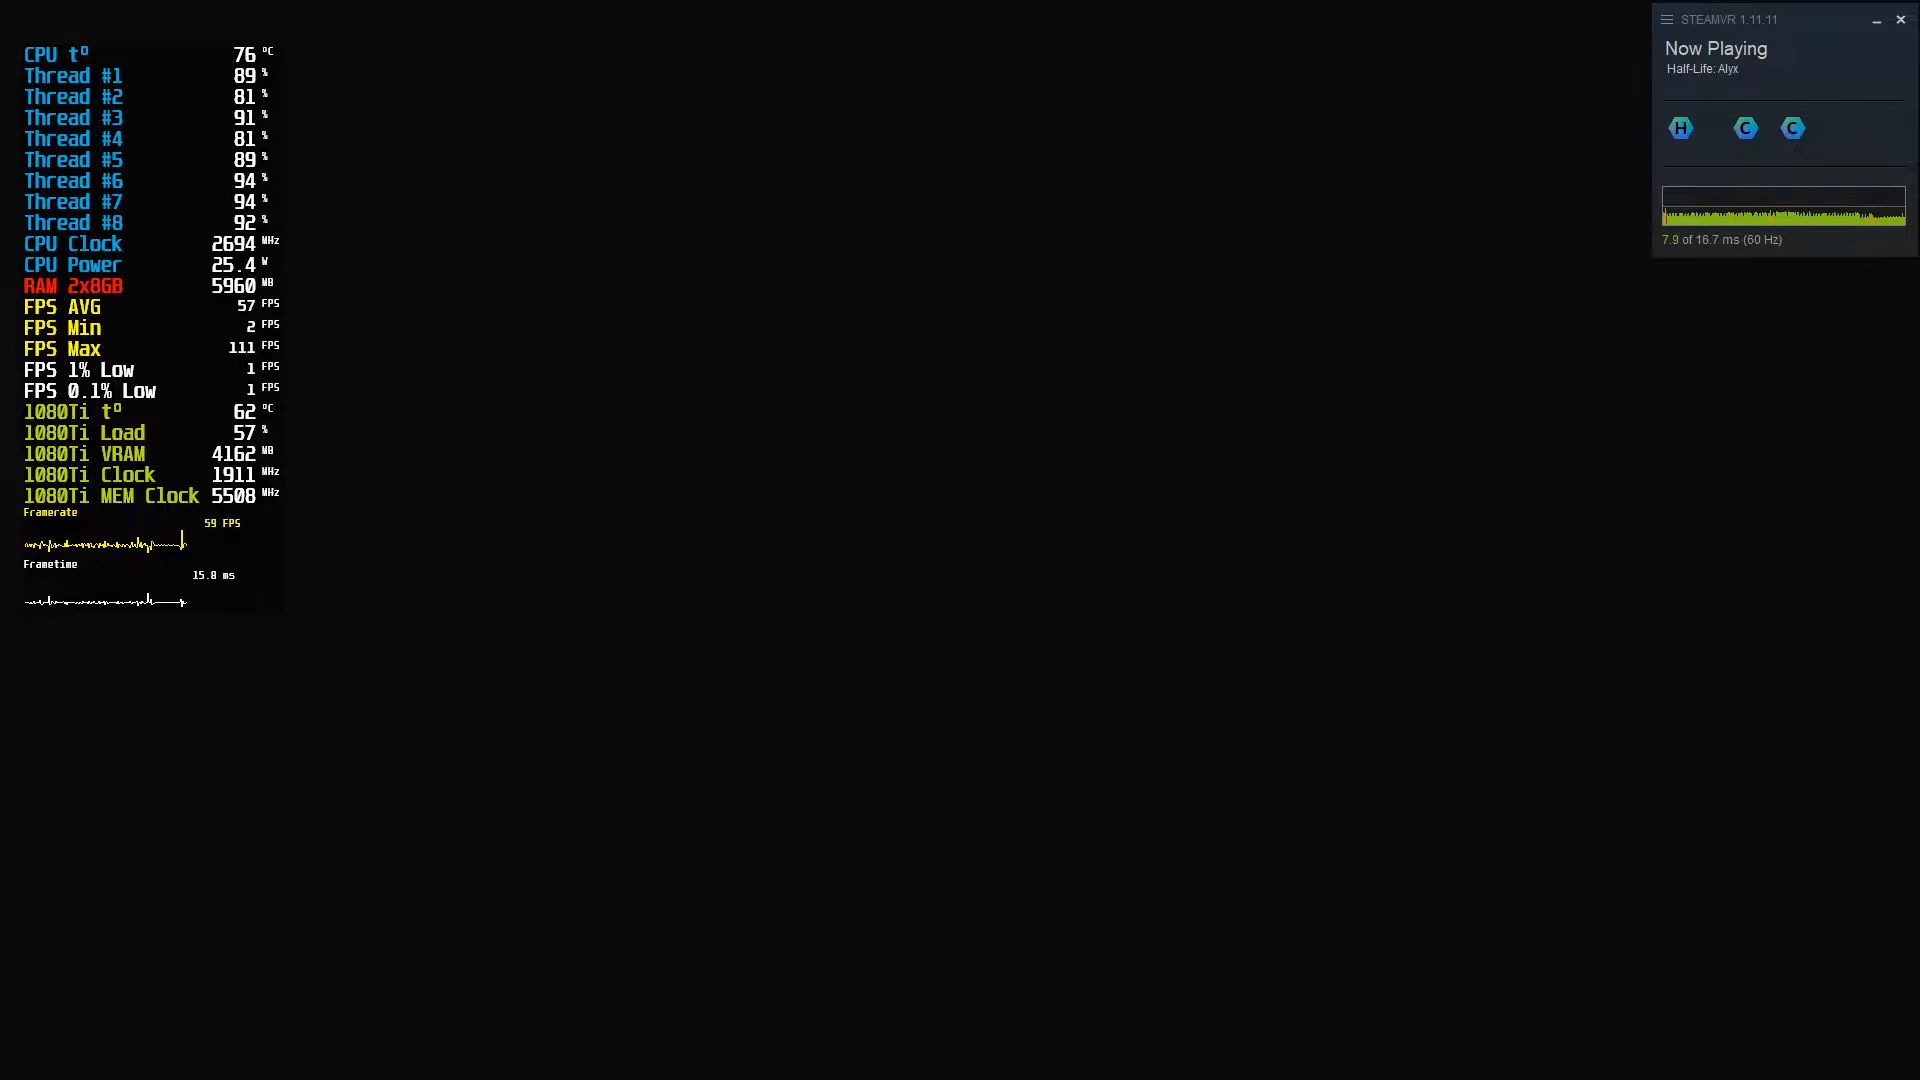 CPU tº 76 °C
Thread #1 89 %
Thread #2 81 %
Thread #3 91 %
Thread #4 81 %
Thread #5 89 %
Thread #6 94 %
Thread #7 94 %
Thread #8 92 %
CPU Clock 2694 MHz
CPU Power 25.4 W
RAM 2x8GB 5960 MB
FPS AVG 57 FPS
FPS Min 2 FPS
FPS Max 111 FPS
FPS 1% Low 1 FPS
FPS 0.1% Low 1 FPS
1080Ti tº 62 °C
1080Ti Load 57 %
1080Ti VRAM 4162 MB
1080Ti Clock 1911 MHz
1080Ti MEM Clock 5508 MHz
Framerate
59 FPS
Frametime
15.8 ms
STEAMVR 1.11.11
Now Playing
Half-Life: Alyx
H C C
7.9 of 16.7 ms (60 Hz)